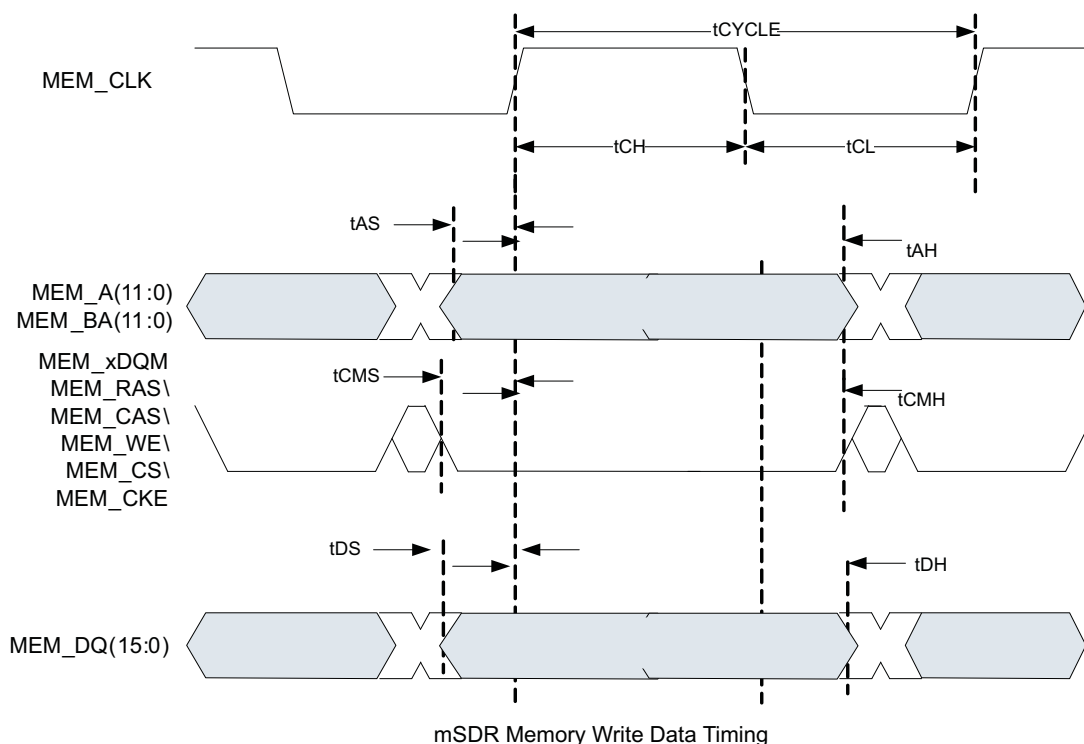 tCYCLE
MEM_CLK
tCH
tCL
tAS
tAH
MEM_A(11:0)
MEM_BA(11:0)
MEM_xDQM
MEM_RAS\
MEM_CAS\
MEM_WE\
MEM_CS\
MEM_CKE
tCMS
tCMH
tDS
tDH
MEM_DQ(15:0)
mSDR Memory Write Data Timing